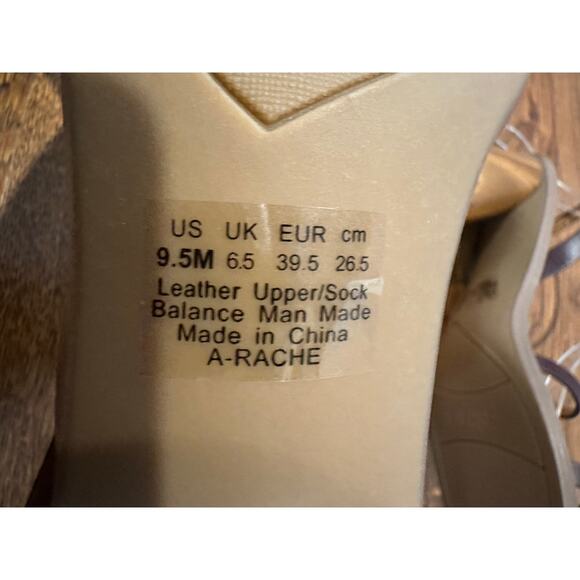 US UK EUR cm
9.5M 6.5 39.5 26.5
Leather Upper/Sock
Balance Man Made
Made in China
A-RACHE